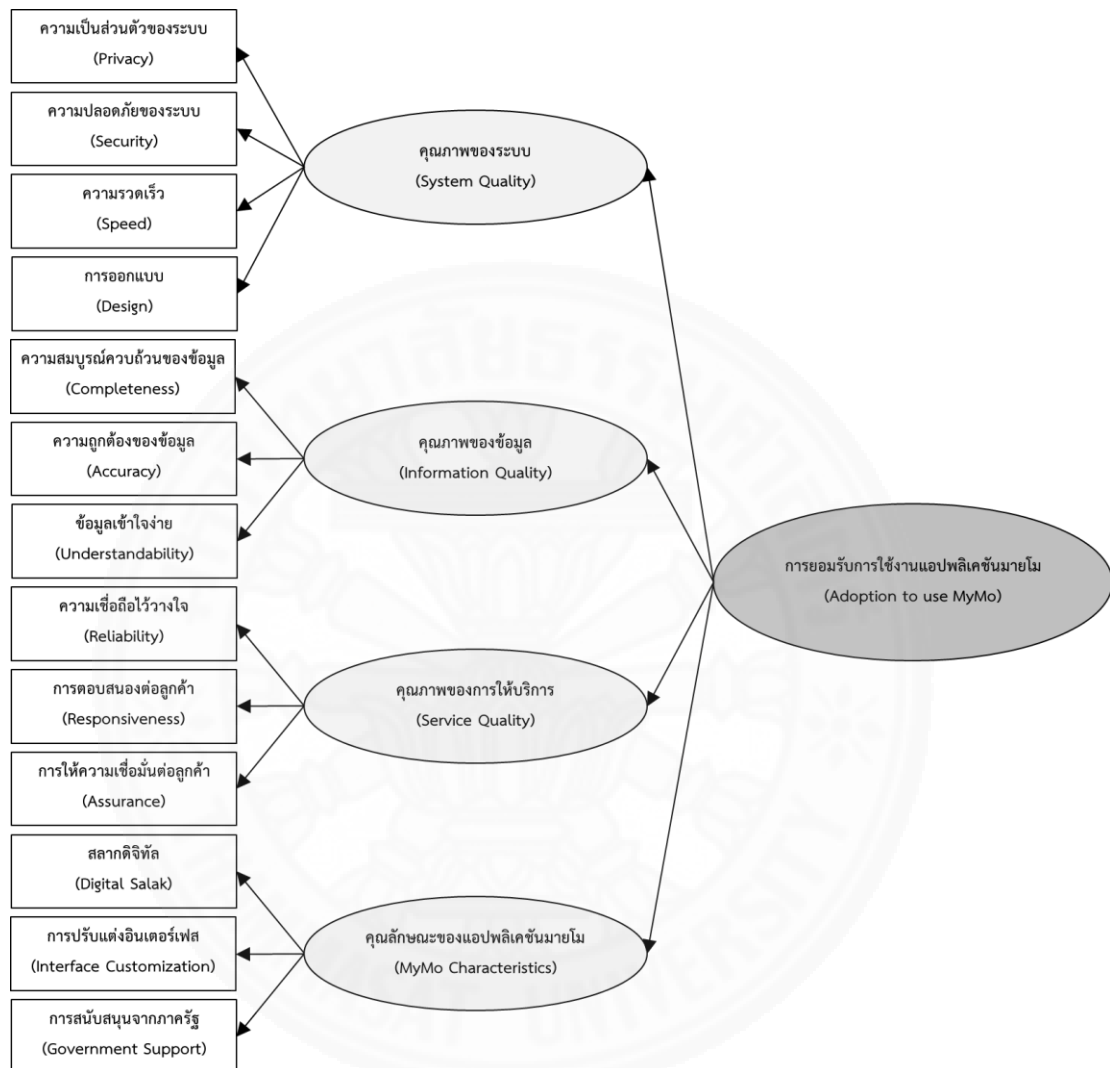 ความเป็นส่วนตัวของระบบ
(Privacy)
ความปลอดภัยของระบบ
(Security)
ความรวดเร็ว
(Speed)
การออกแบบ
(Design)
คุณภาพของระบบ
(System Quality)
ความสมบูรณ์ควบถ้วนของข้อมูล
(Completeness)
ความถูกต้องของข้อมูล
(Accuracy)
ข้อมูลเข้าใจง่าย
(Understandability)
คุณภาพของข้อมูล
(Information Quality)
ความเชื่อถือไว้วางใจ
(Reliability)
การตอบสนองต่อลูกค้า
(Responsiveness)
การให้ความเชื่อมั่นต่อลูกค้า
(Assurance)
คุณภาพของการให้บริการ
(Service Quality)
สลากดิจิทัล
(Digital Salak)
การปรับแต่งอินเตอร์เฟส
(Interface Customization)
การสนับสนุนจากภาครัฐ
(Government Support)
คุณลักษณะของแอปพลิเคชันมายโม
(MyMo Characteristics)
การยอมรับการใช้งานแอปพลิเคชันมายโม
(Adoption to use MyMo)